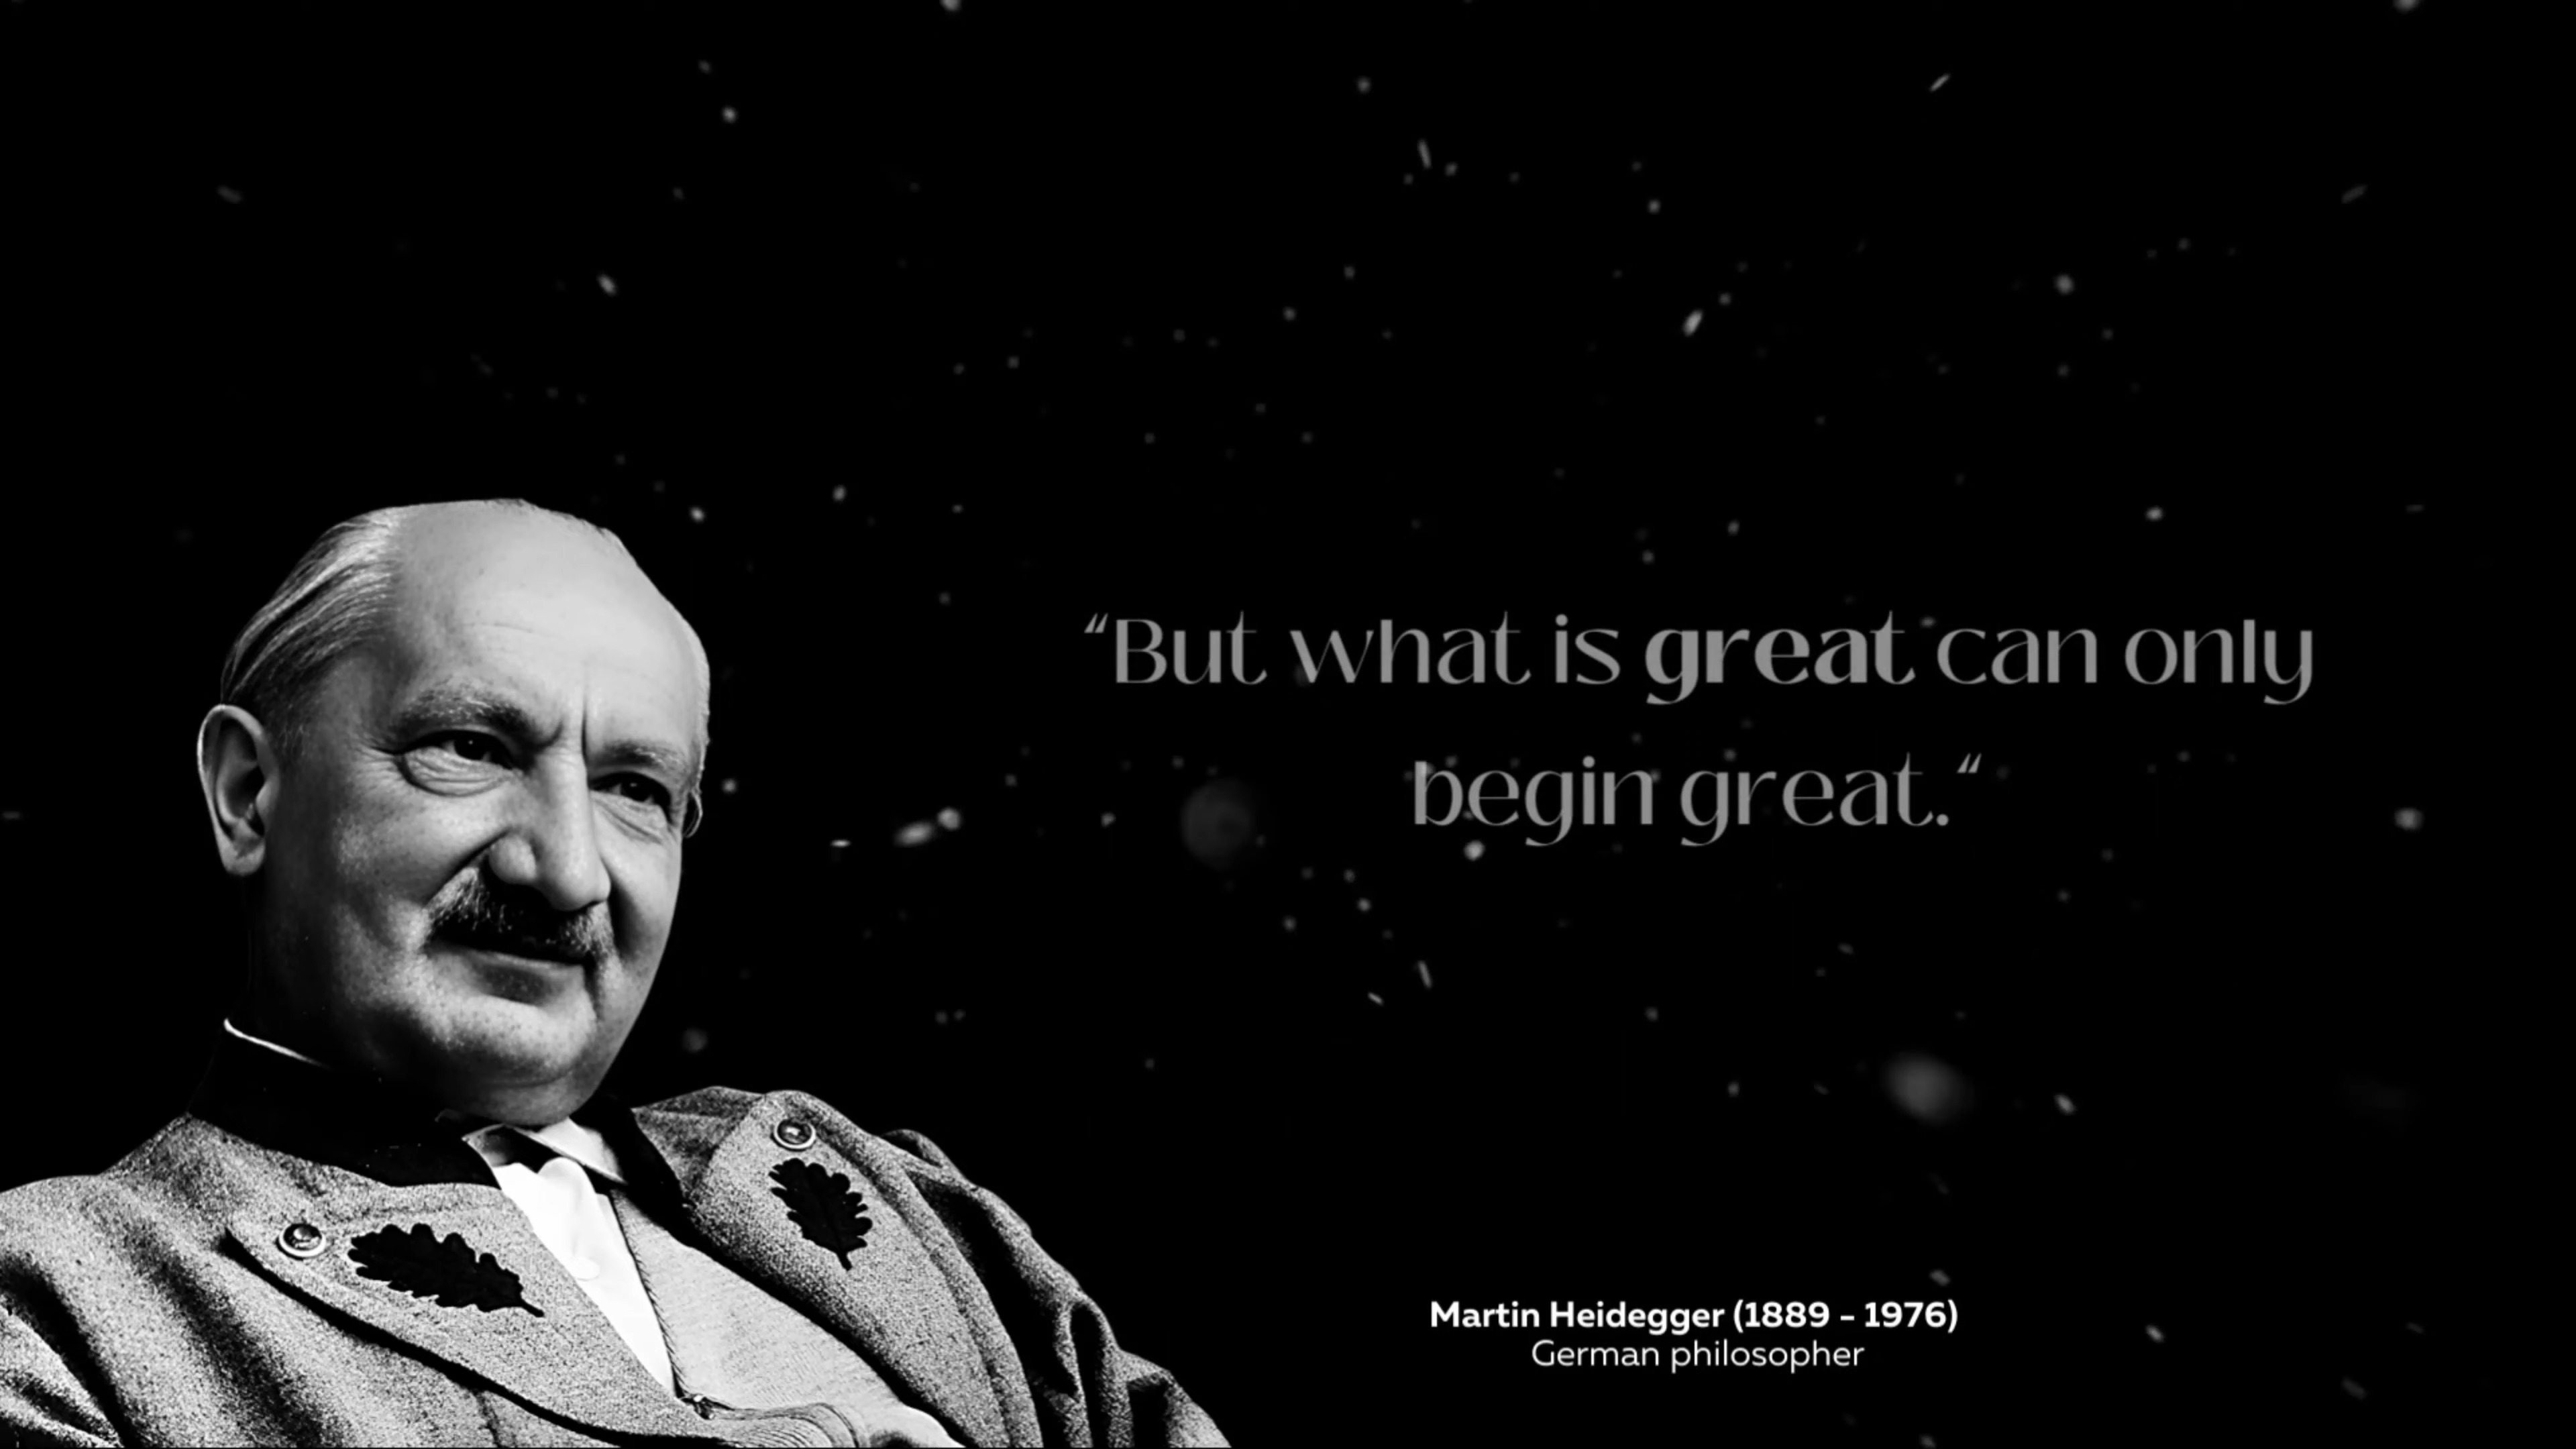 “But what is great can only
begin great.“
Martin Heidegger (1889 - 1976)
German philosopher